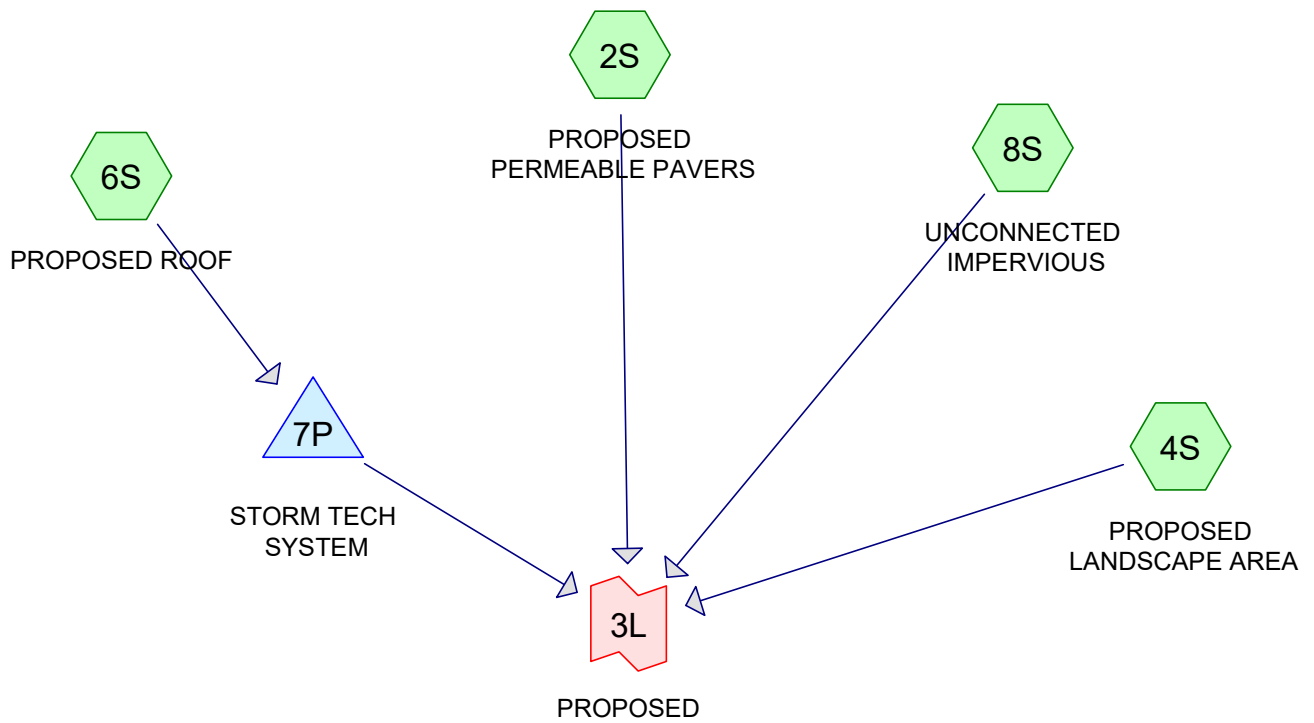 2S
PROPOSED
PERMEABLE PAVERS
8S
UNCONNECTED
IMPERVIOUS
6S
PROPOSED ROOF
7P
STORM TECH
SYSTEM
4S
PROPOSED
LANDSCAPE AREA
3L
PROPOSED